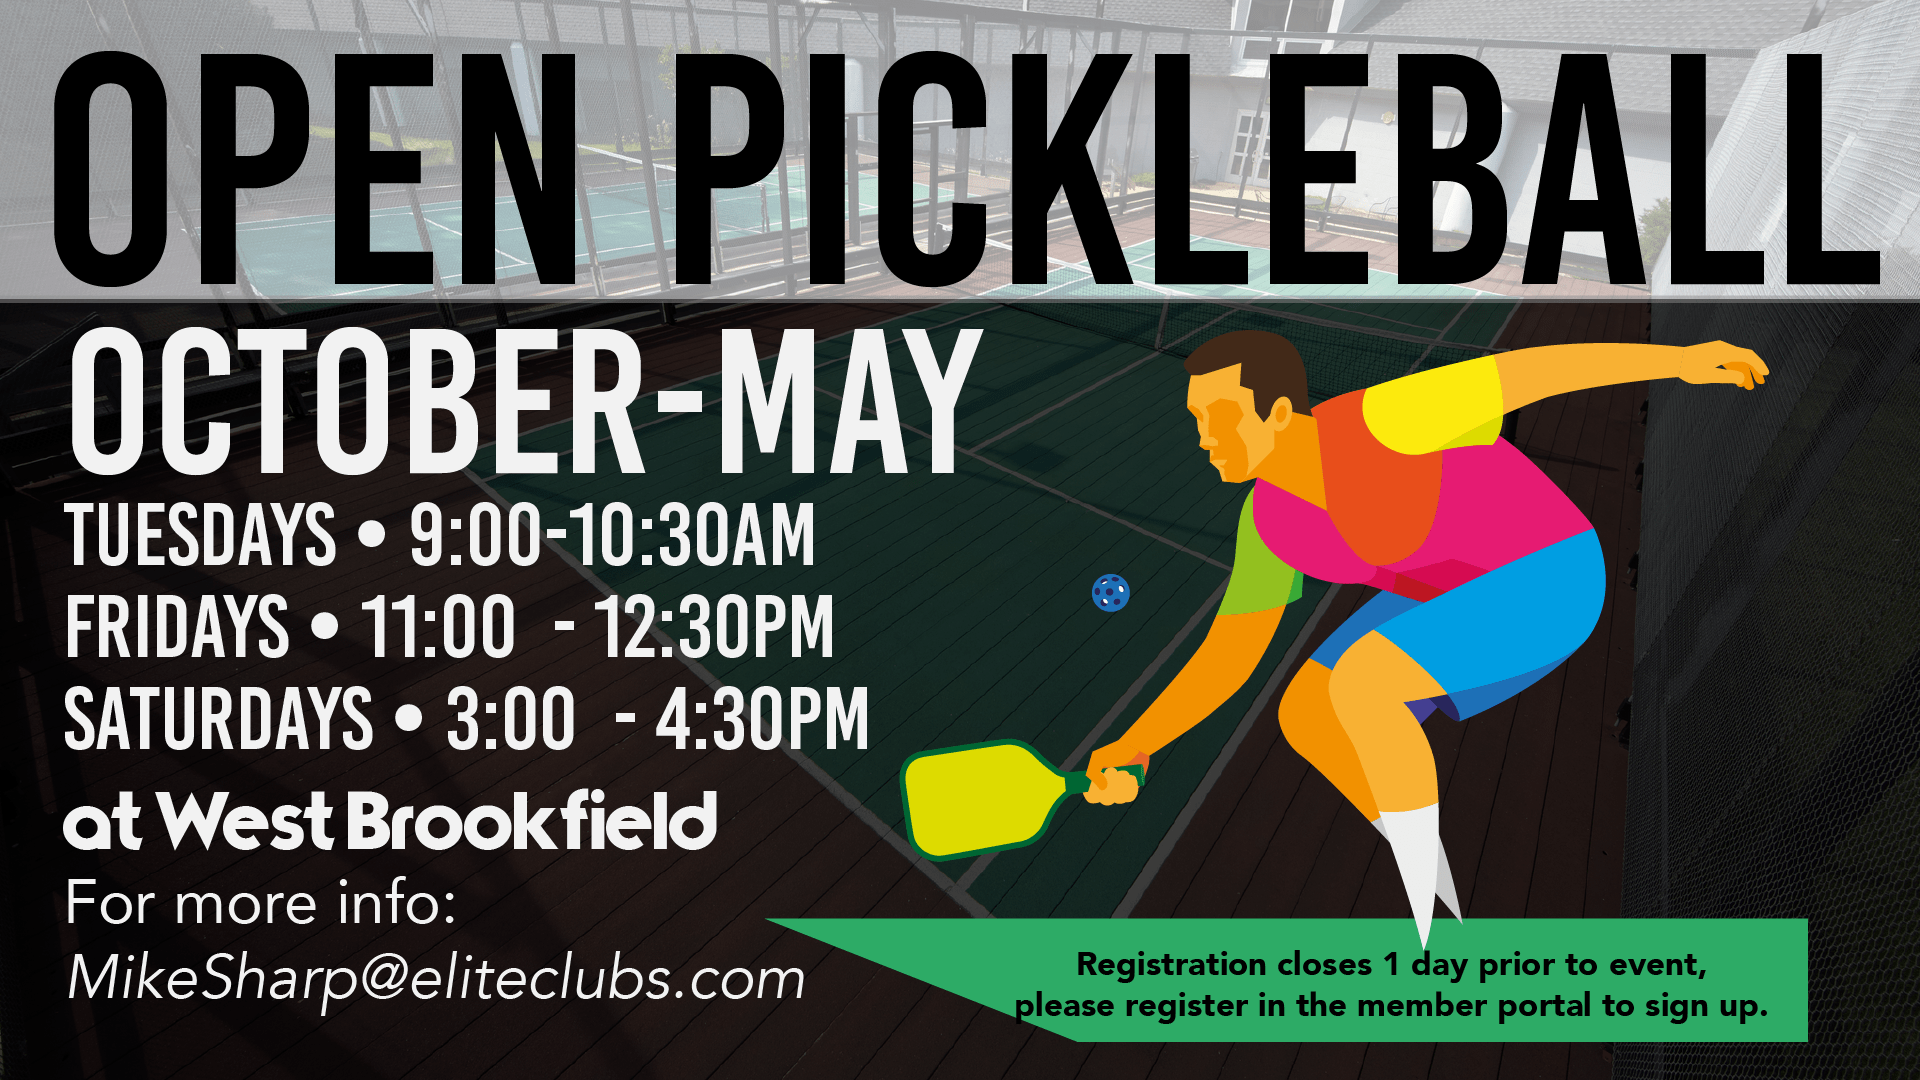 OPEN PICKLEBALL
OCTOBER-MAY
TUESDAYS • 9:00-10:30AM
FRIDAYS • 11:00 - 12:30PM
SATURDAYS • 3:00 - 4:30PM
at West Brookfield
For more info:
MikeSharp@eliteclubs.com
Registration closes 1 day prior to event,
please register in the member portal to sign up.